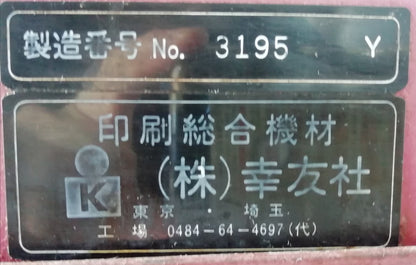 製造番号 No. 3195 Y
印刷総合機材
K (株)幸友社
東京・埼玉
工場 0484-64-4697(代)